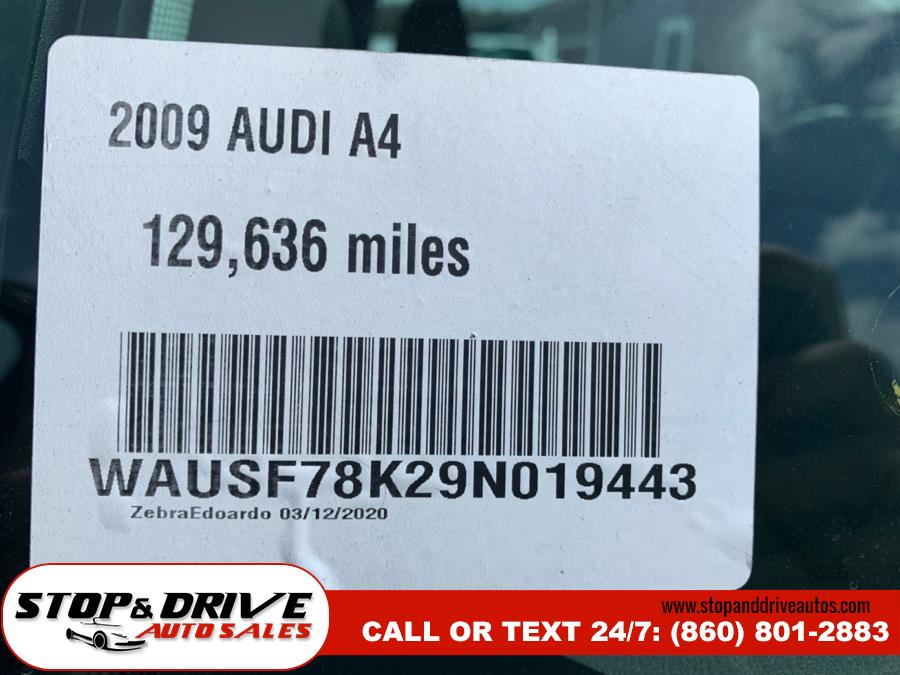 2009 AUDI A4
129,636 miles
WAUSF78K29N019443
ZebraEdoardo 03/12/2020
STOP & DRIVE
AUTO SALES
www.stopanddriveautos.com
CALL OR TEXT 24/7: (860) 801-2883